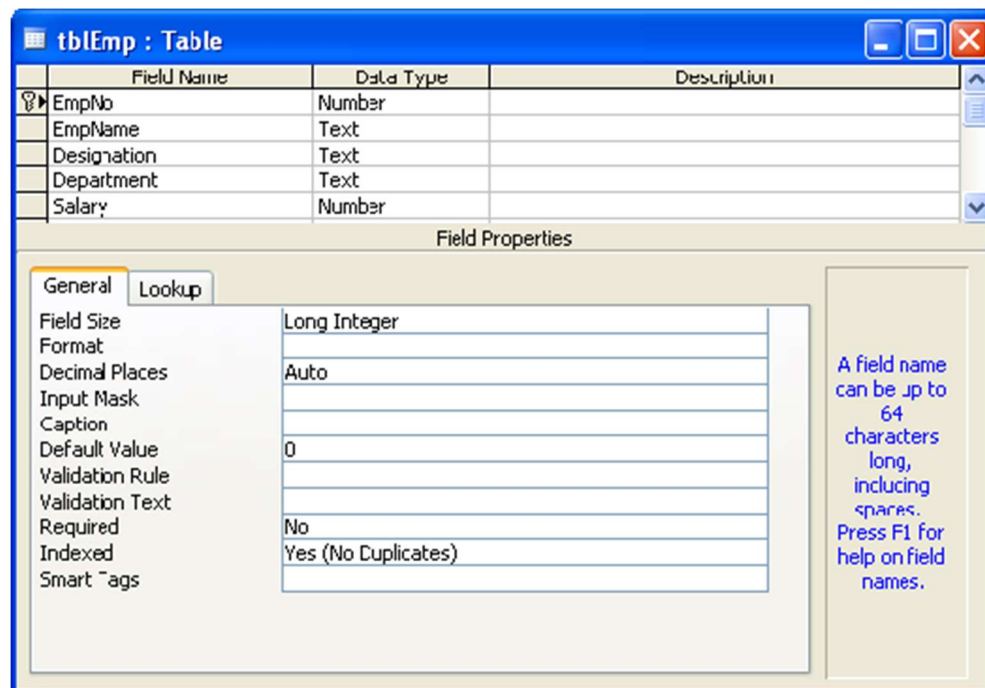 tblEmp : Table
Field Name Data Type Description
EmpNo Number
EmpName Text
Designation Text
Department Text
Salary Number
Field Properties
General Lookup
Field Size Long Integer
Format
Decimal Places Auto
Input Mask
Caption
Default Value 0
Validation Rule
Validation Text
Required No
Indexed Yes (No Duplicates)
Smart Tags
A field name
can be up to
64
characters
long,
including
spaces.
Press F1 for
help on field
names.